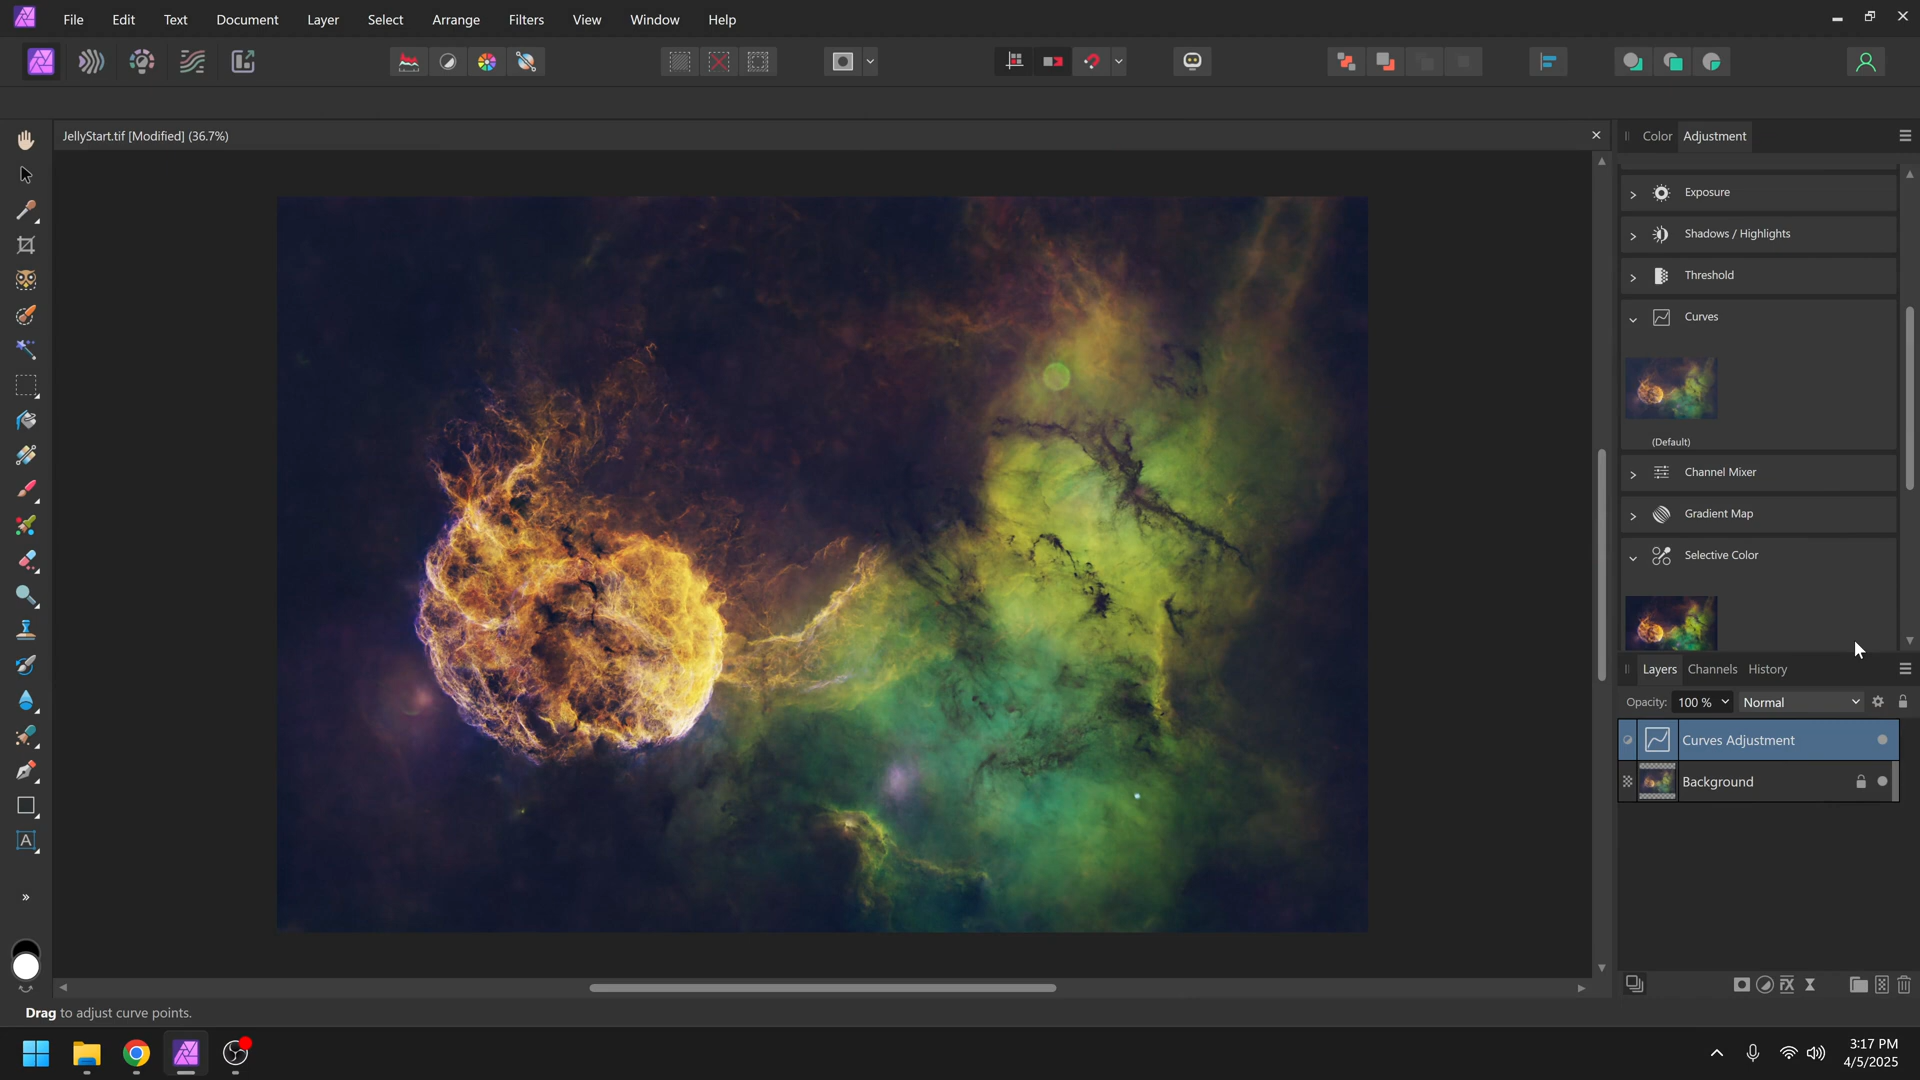 File Edit Text Document Layer Select Arrange Filters View Window Help
JellyStart.tif [Modified] (36.7%)
Color Adjustment
Exposure
Shadows / Highlights
Threshold
Curves
(Default)
Channel Mixer
Gradient Map
Selective Color
Layers Channels History
Opacity: 100 % Normal
Curves Adjustment
Background
Drag to adjust curve points.
3:17 PM
4/5/2025